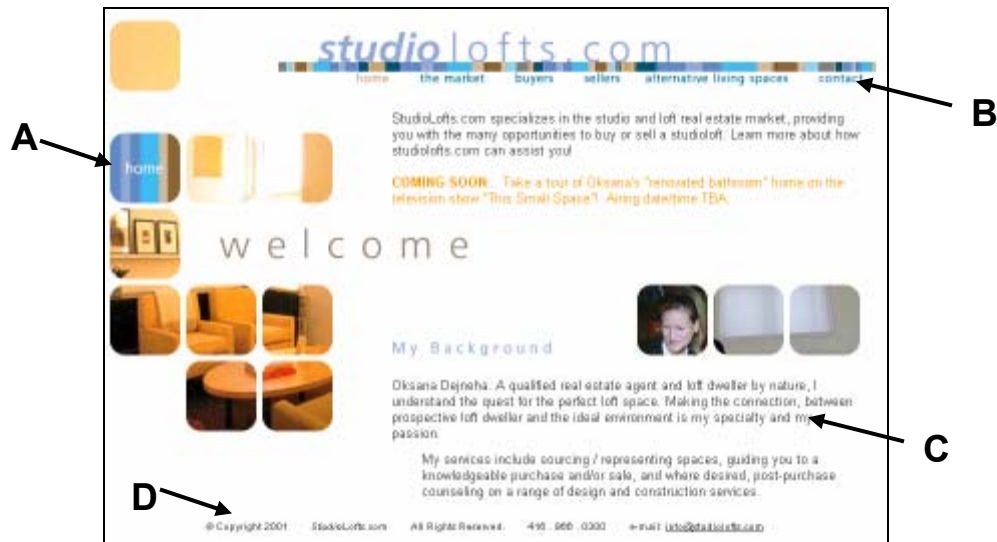 studiolofts.com
home the market buyers sellers alternative living spaces contact
B
StudioLofts.com specializes in the studio and loft real estate market, providing
you with the many opportunities to buy or sell a studioloft. Learn more about how
studiolofts.com can assist you!
A
home
COMING SOON... Take a tour of Oksana's "renovated bathroom" home on the
television show "This Small Space"! Airing date/time TBA.
welcome
My Background
Oksana Dejneha. A qualified real estate agent and loft dweller by nature, I
understand the quest for the perfect loft space. Making the connection, between
prospective loft dweller and the ideal environment is my specialty and my
passion.
C
My services include sourcing / representing spaces, guiding you to a
knowledgeable purchase and/or sale, and where desired, post-purchase
counseling on a range of design and construction services.
D
© Copyright 2001 StudioLofts.com All Rights Reserved. e-mail: info@studiolofts.com